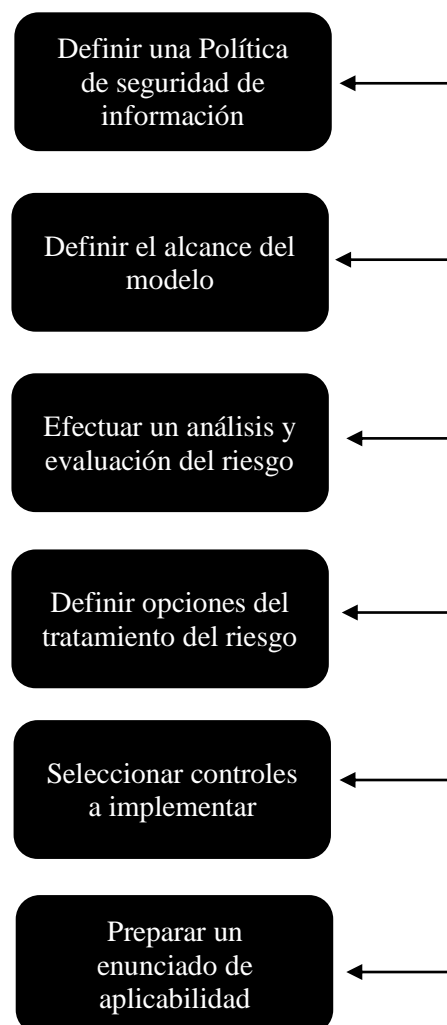 Definir una Política
de seguridad de
información
Definir el alcance del
modelo
Efectuar un análisis y
evaluación del riesgo
Definir opciones del
tratamiento del riesgo
Seleccionar controles
a implementar
Preparar un
enunciado de
aplicabilidad